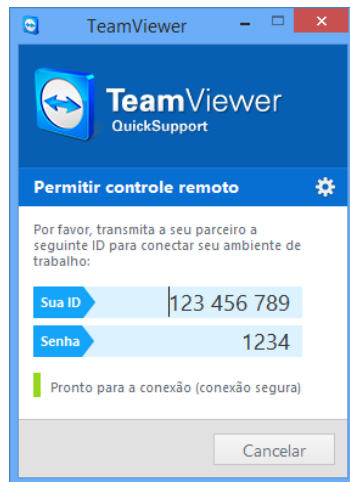 TeamViewer
TeamViewer
QuickSupport
Permitir controle remoto
Por favor, transmita a seu parceiro a
seguinte ID para conectar seu ambiente de
trabalho:
Sua ID 123 456 789
Senha 1234
Pronto para a conexão (conexão segura)
Cancelar